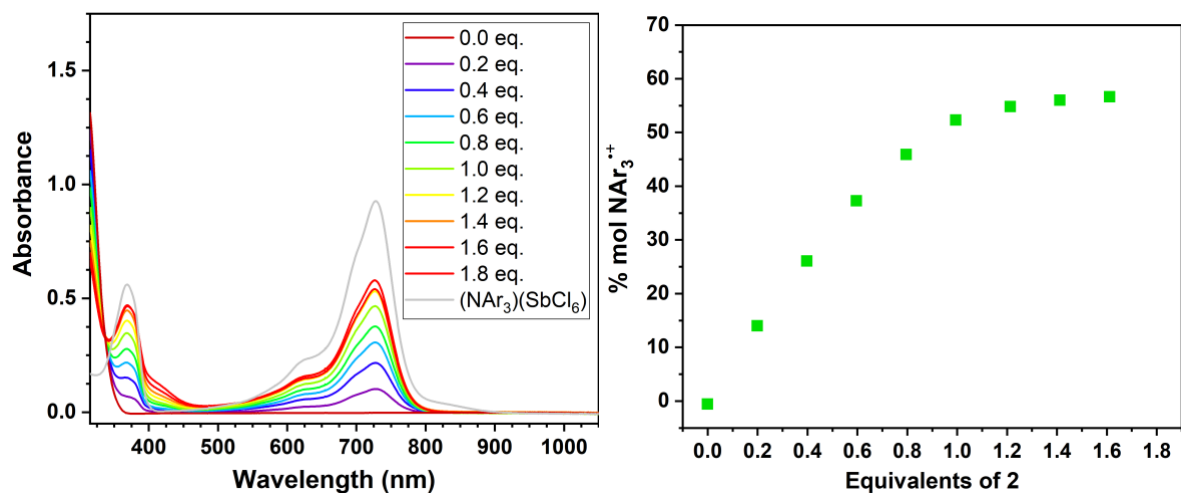 1.5
1.0
0.5
0.0
Absorbance
400 500 600 700 800 900 1000
Wavelength (nm)
0.0 eq.
0.2 eq.
0.4 eq.
0.6 eq.
0.8 eq.
1.0 eq.
1.2 eq.
1.4 eq.
1.6 eq.
1.8 eq.
(NAr₃)(SbCl₆)
70
60
50
40
30
20
10
0
% mol NAr₃•⁺
0.0 0.2 0.4 0.6 0.8 1.0 1.2 1.4 1.6 1.8
Equivalents of 2